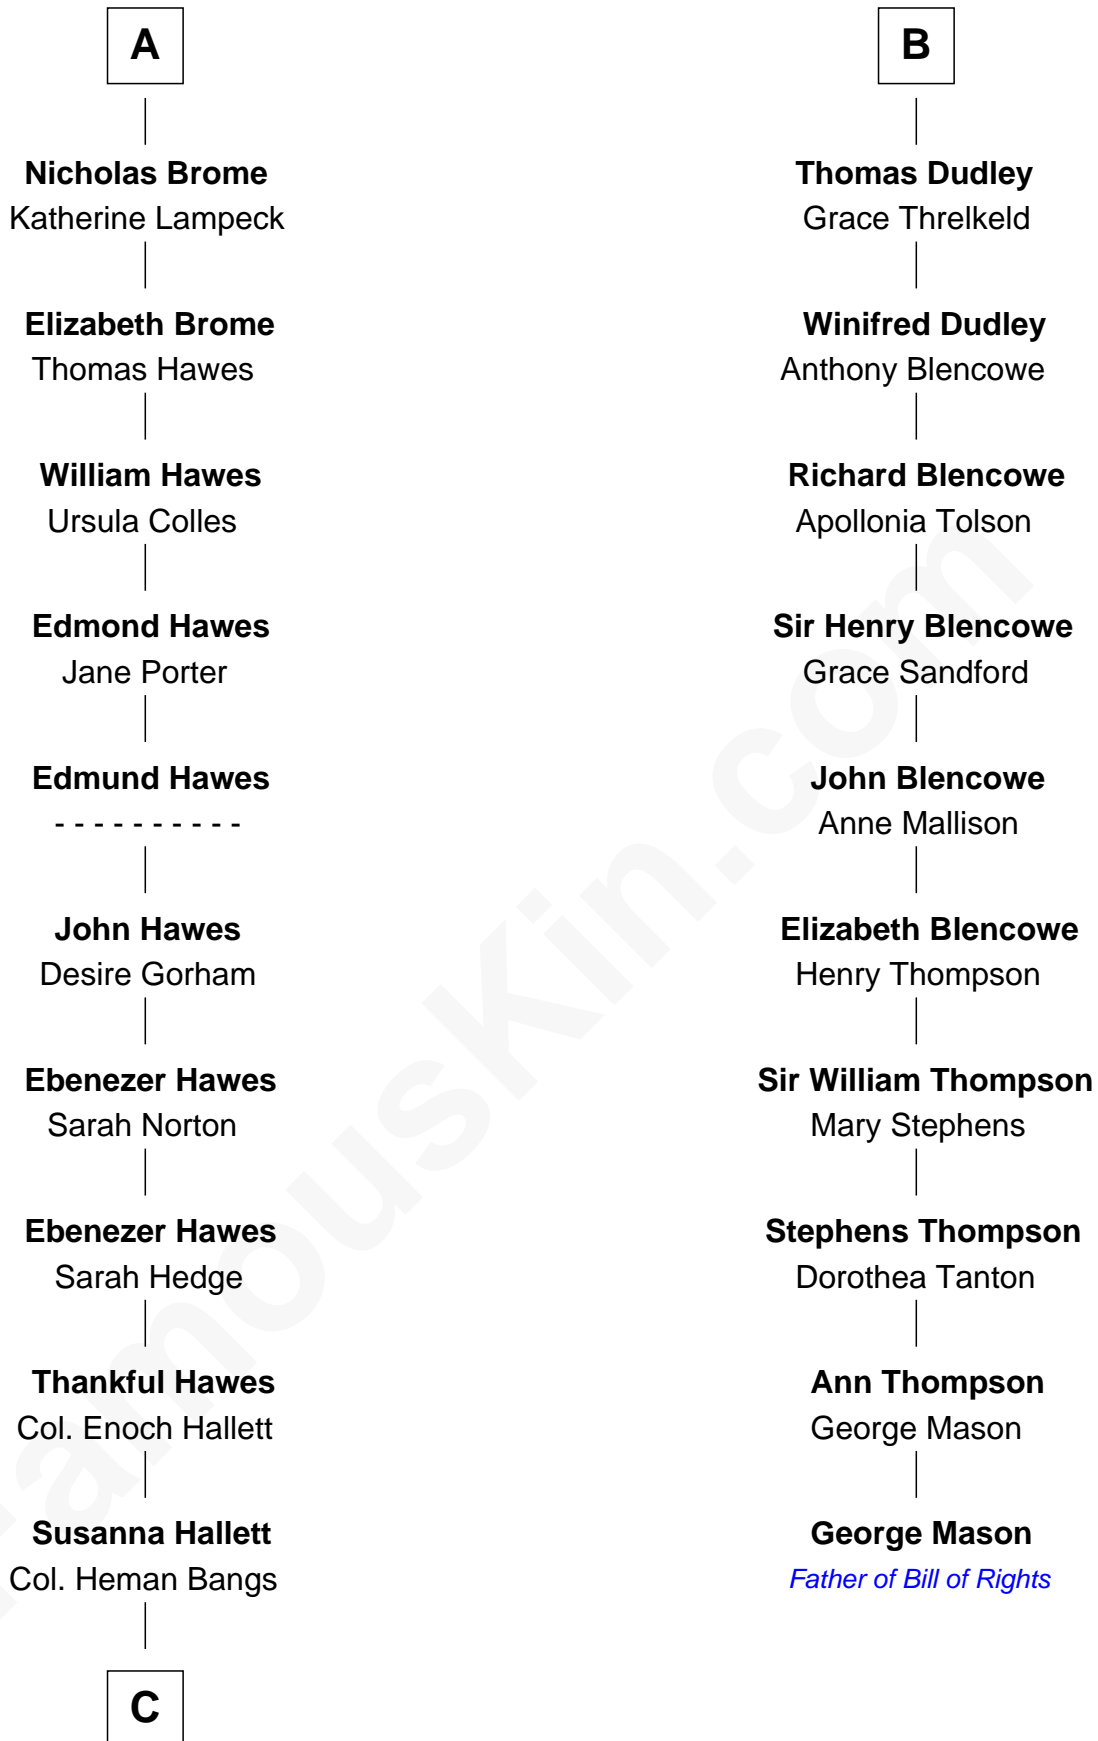 A
Nicholas Brome
Katherine Lampeck
Elizabeth Brome
Thomas Hawes
William Hawes
Ursula Colles
Edmond Hawes
Jane Porter
Edmund Hawes
- - - - - - - - - -
John Hawes
Desire Gorham
Ebenezer Hawes
Sarah Norton
Ebenezer Hawes
Sarah Hedge
Thankful Hawes
Col. Enoch Hallett
Susanna Hallett
Col. Heman Bangs
C
B
Thomas Dudley
Grace Threlkeld
Winifred Dudley
Anthony Blencowe
Richard Blencowe
Apollonia Tolson
Sir Henry Blencowe
Grace Sandford
John Blencowe
Anne Mallison
Elizabeth Blencowe
Henry Thompson
Sir William Thompson
Mary Stephens
Stephens Thompson
Dorothea Tanton
Ann Thompson
George Mason
George Mason
Father of Bill of Rights
FamousKin.com